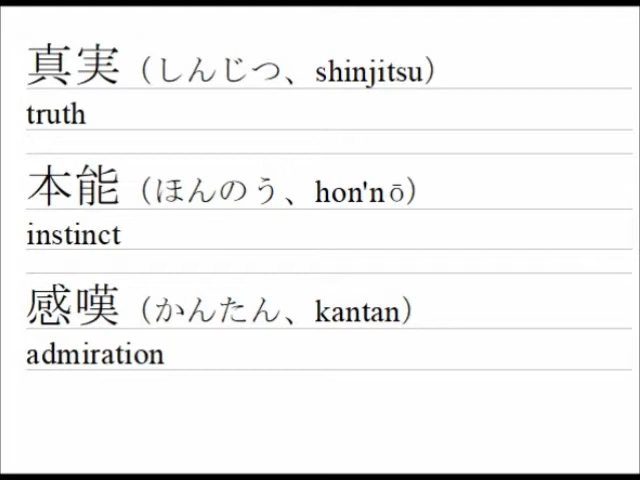 真実（しんじつ、shinjitsu）
truth
本能（ほんのう、hon'nō）
instinct
感嘆（かんたん、kantan）
admiration